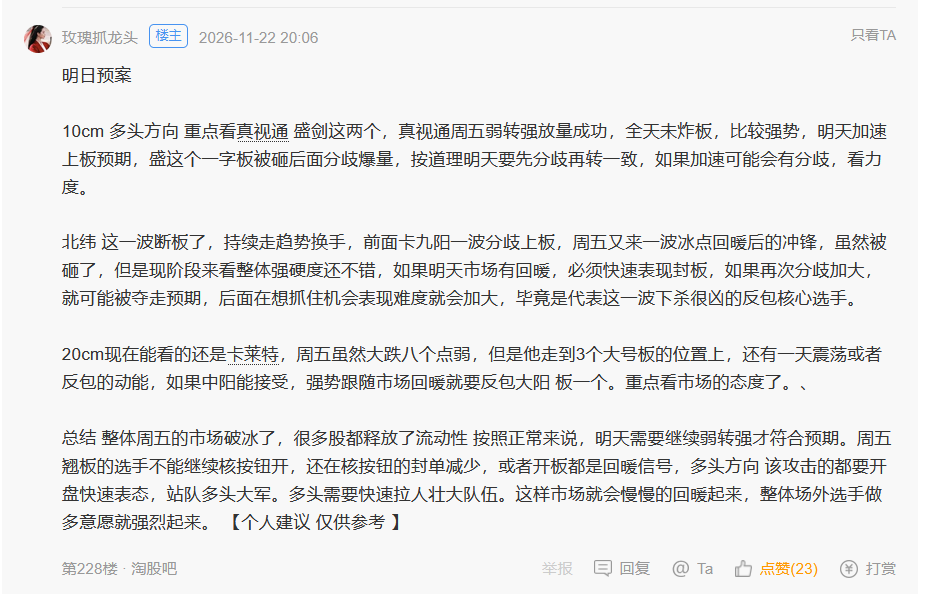 玫瑰抓龙头 楼主 2026-11-22 20:06 只看TA
明日预案
10cm 多头方向 重点看真视通 盛剑这两个，真视通周五弱转强放量成功，全天未炸板，比较强势，明天加速
上板预期，盛这个一字板被砸后面分歧爆量，按道理明天要先分歧再转一致，如果加速可能会有分歧，看力
度。
北纬 这一波断板了，持续走趋势换手，前面卡九阳一波分歧上板，周五又来一波冰点回暖后的冲锋，虽然被
砸了，但是现阶段来看整体强硬度还不错，如果明天市场有回暖，必须快速表现封板，如果再次分歧加大，
就可能被夺走预期，后面在想抓住机会表现难度就会加大，毕竟是代表这一波下杀很凶的反包核心选手。
20cm现在能看的还是卡莱特，周五虽然大跌八个点弱，但是他走到3个大号板的位置上，还有一天震荡或者
反包的动能，如果中阳能接受，强势跟随市场回暖就要反包大阳 板一个。重点看市场的态度了。、
总结 整体周五的市场破冰了，很多股都释放了流动性 按照正常来说，明天需要继续弱转强才符合预期。周五
翘板的选手不能继续核按钮开，还在核按钮的封单减少，或者开板都是回暖信号，多头方向 该攻击的都要开
盘快速表态，站队多头大军。多头需要快速拉人壮大队伍。这样市场就会慢慢的回暖起来，整体场外选手做
多意愿就强烈起来。 【个人建议 仅供参考 】
第228楼 · 淘股吧 举报 回复 @ Ta 点赞(23) 打赏